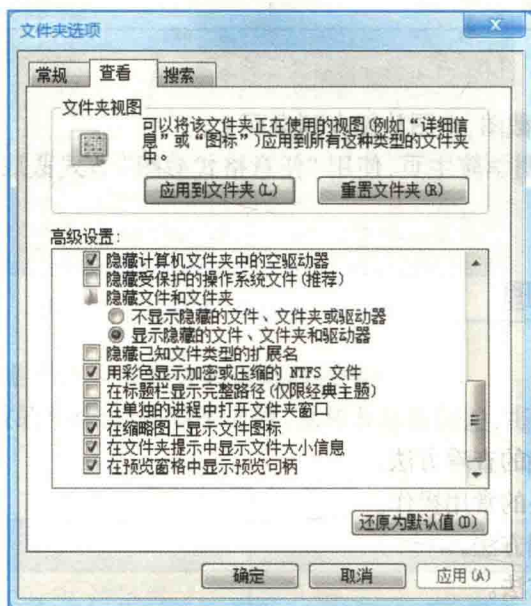 文件夹选项
常规 查看 搜索
文件夹视图
可以将该文件夹正在使用的视图(例如“详细信
息”或“图标”)应用到所有这种类型的文件夹
中。
应用到文件夹(L) 重置文件夹(R)
高级设置:
隐藏计算机文件夹中的空驱动器
隐藏受保护的操作系统文件(推荐)
隐藏文件和文件夹
不显示隐藏的文件、文件夹或驱动器
显示隐藏的文件、文件夹和驱动器
隐藏已知文件类型的扩展名
用彩色显示加密或压缩的 NTFS 文件
在标题栏显示完整路径(仅限经典主题)
在单独的进程中打开文件夹窗口
在缩略图上显示文件图标
在文件夹提示中显示文件大小信息
在预览窗格中显示预览句柄
还原为默认值(D)
确定 取消 应用(A)